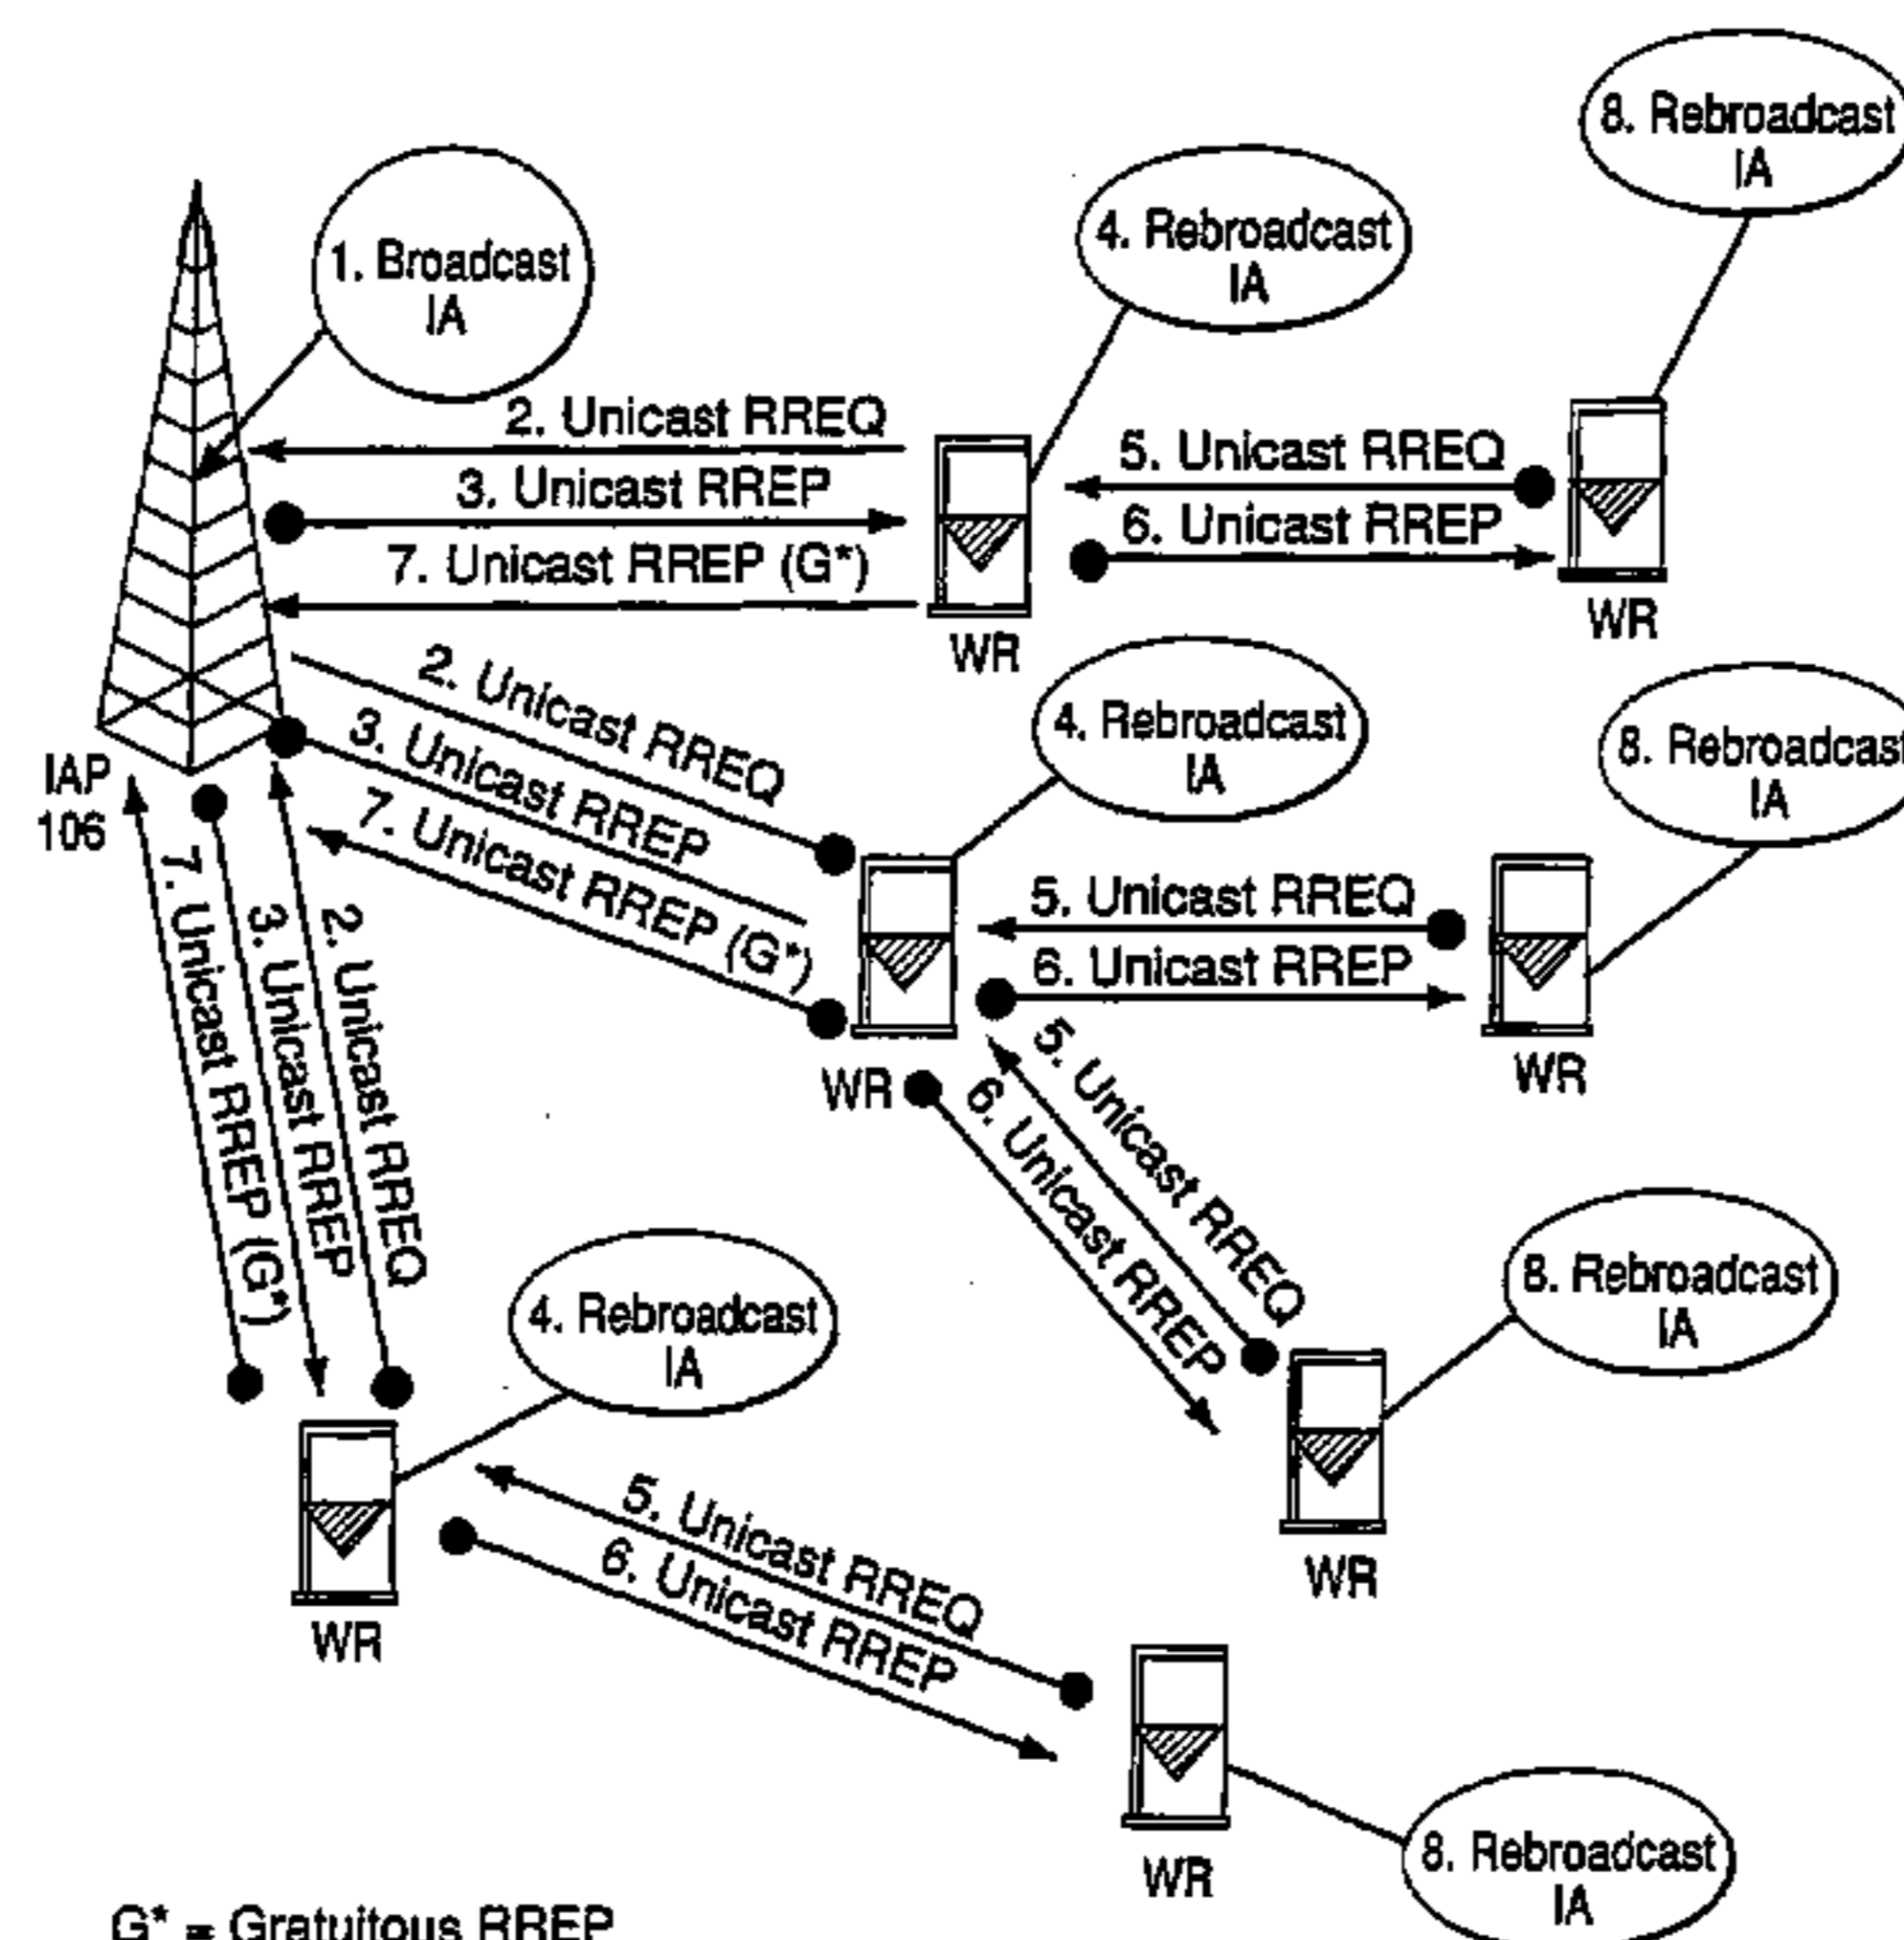 8. Rebroadcast
IA
1. Broadcast
IA
4. Rebroadcast
IA
2. Unicast RREQ
3. Unicast RREP
7. Unicast RREP (G*)
5. Unicast RREQ
6. Unicast RREP
WR
WR
IAP
106
2. Unicast RREQ
3. Unicast RREP
7. Unicast RREP (G*)
4. Rebroadcast
IA
8. Rebroadcast
IA
5. Unicast RREQ
6. Unicast RREP
WR
WR
5. Unicast RREQ
6. Unicast RREP
7. Unicast RREP (G*)
3. Unicast RREP
2. Unicast RREQ
4. Rebroadcast
IA
8. Rebroadcast
IA
WR
WR
5. Unicast RREQ
6. Unicast RREP
WR
8. Rebroadcast
IA
G* = Gratuitous RREP